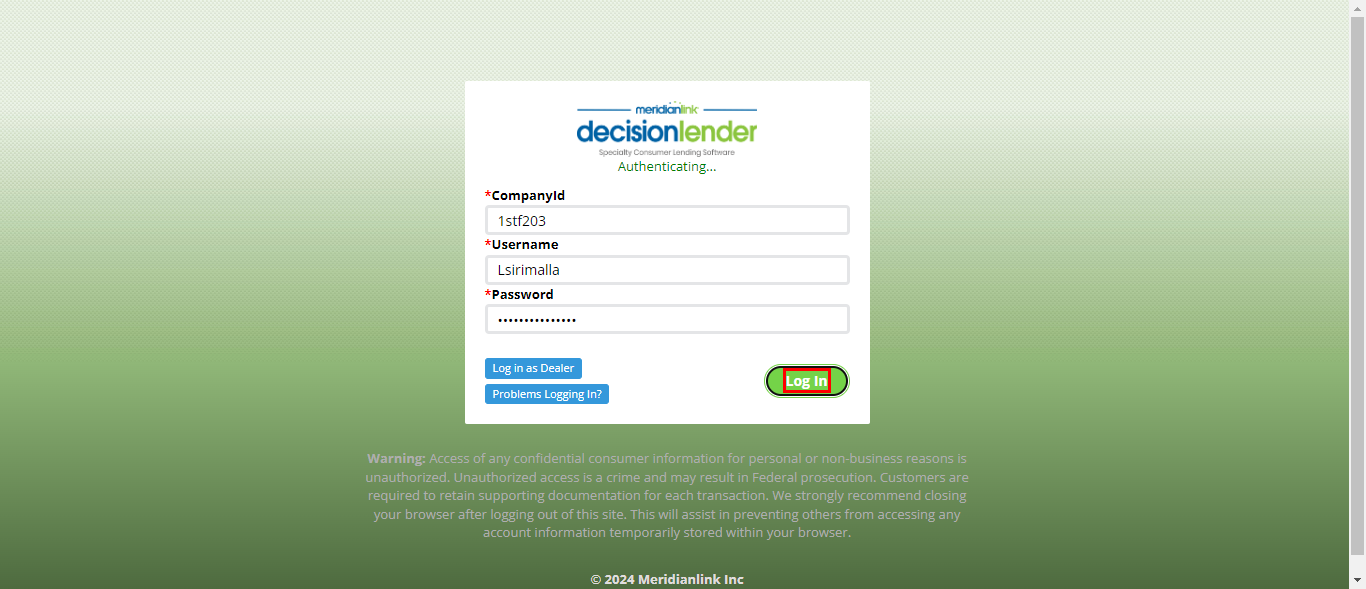 meridianlink
decisionlender
Specialty Consumer Lending Software
Authenticating...
*CompanyId
1stf203
*Username
Lsirimalla
*Password
•••••••••••••••
Log in as Dealer
Problems Logging In?
Log In
Warning: Access of any confidential consumer information for personal or non-business reasons is
unauthorized. Unauthorized access is a crime and may result in Federal prosecution. Customers are
required to retain supporting documentation for each transaction. We strongly recommend closing
your browser after logging out of this site. This will assist in preventing others from accessing any
account information temporarily stored within your browser.
© 2024 Meridianlink Inc